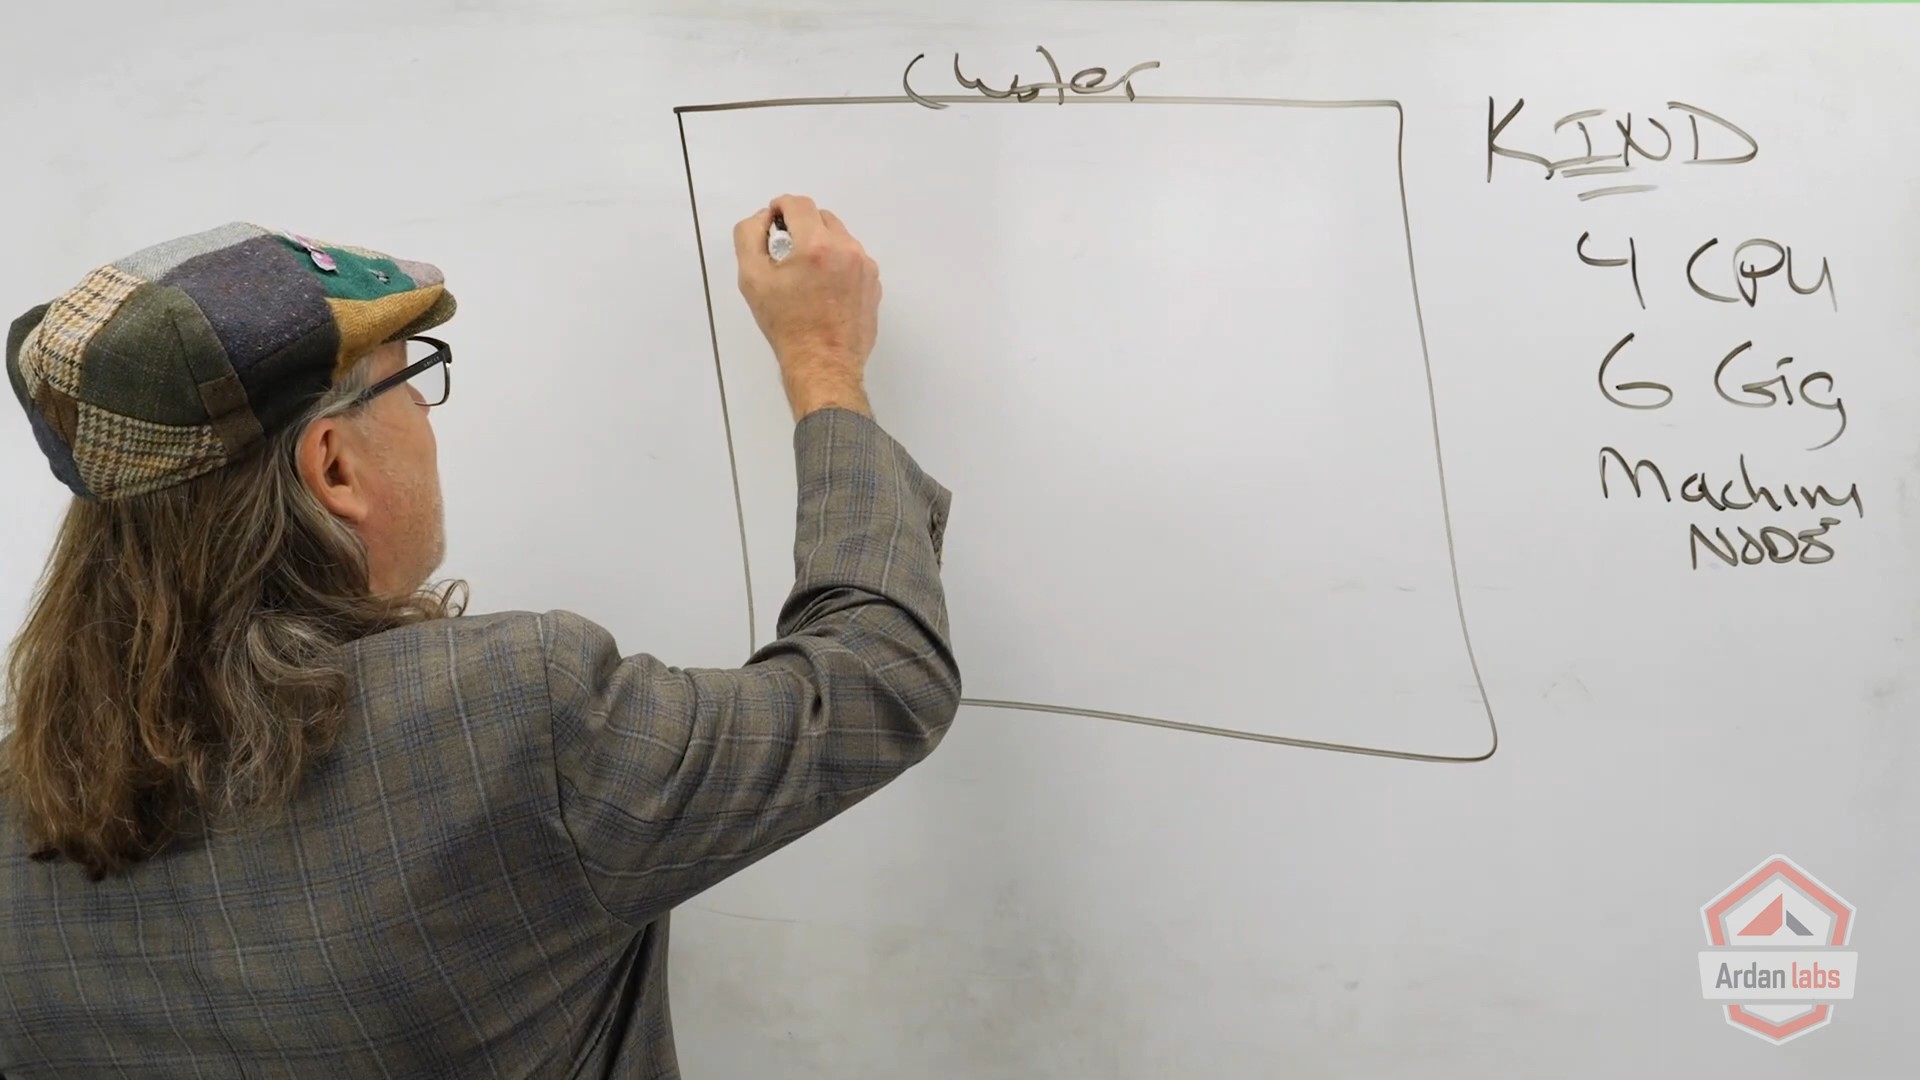 Cluster
KIND
4 CPU
6 Gig
Machine
NODE
Ardan labs